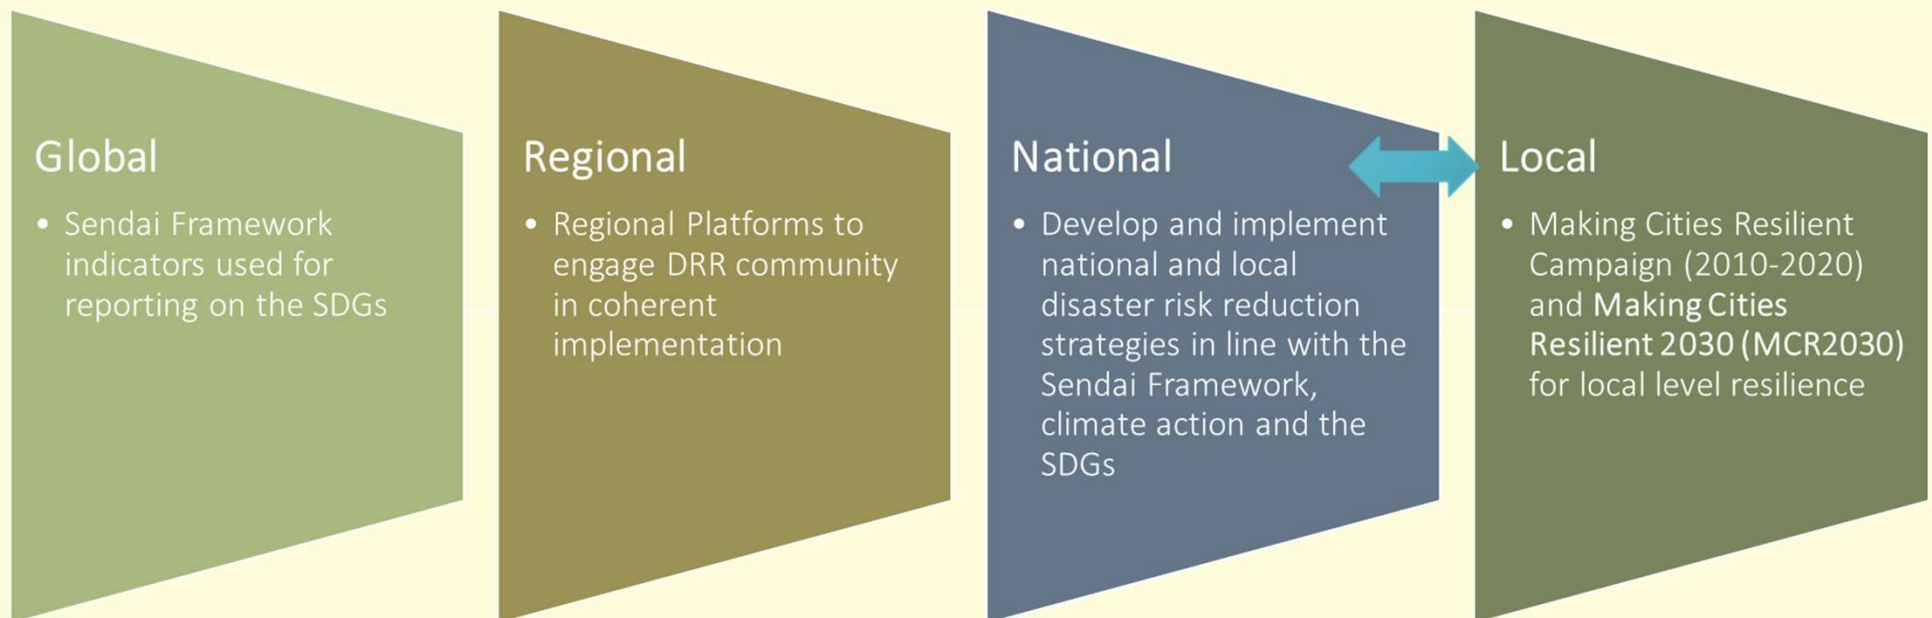 Global
• Sendai Framework
indicators used for
reporting on the SDGs
Regional
• Regional Platforms to
engage DRR community
in coherent
implementation
National
• Develop and implement
national and local
disaster risk reduction
strategies in line with the
Sendai Framework,
climate action and the
SDGs
Local
• Making Cities Resilient
Campaign (2010-2020)
and Making Cities
Resilient 2030 (MCR2030)
for local level resilience